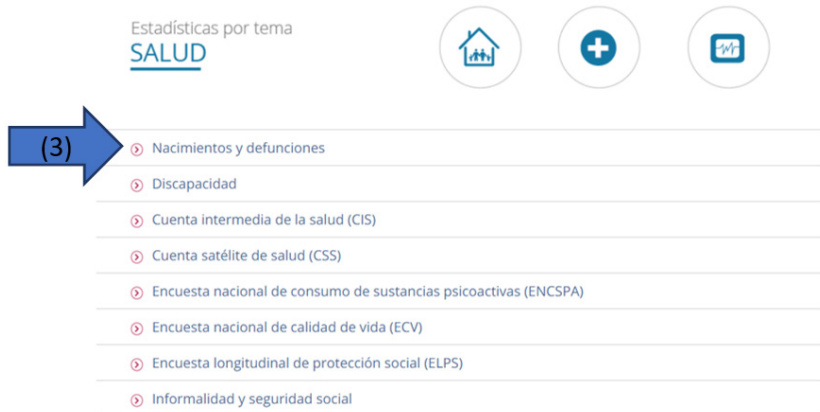 Estadísticas por tema
SALUD
(3)
Nacimientos y defunciones
Discapacidad
Cuenta intermedia de la salud (CIS)
Cuenta satélite de salud (CSS)
Encuesta nacional de consumo de sustancias psicoactivas (ENCSPA)
Encuesta nacional de calidad de vida (ECV)
Encuesta longitudinal de protección social (ELPS)
Informalidad y seguridad social